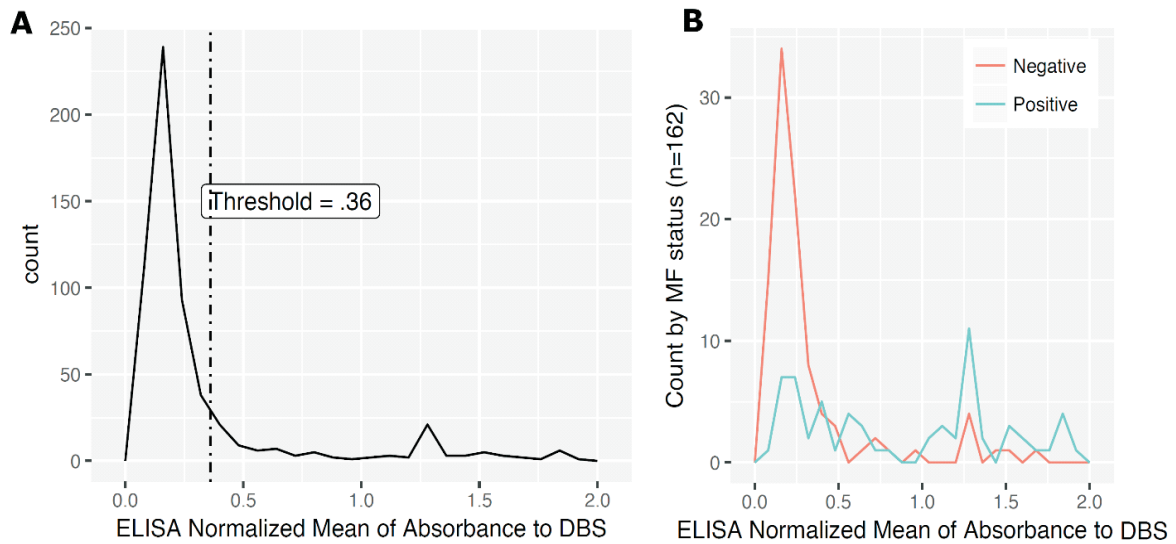 A
250
200
150
100
50
0
count
Threshold = .36
0.0 0.5 1.0 1.5 2.0
ELISA Normalized Mean of Absorbance to DBS
B
Negative
Positive
30
20
10
0
Count by MF status (n=162)
0.0 0.5 1.0 1.5 2.0
ELISA Normalized Mean of Absorbance to DBS